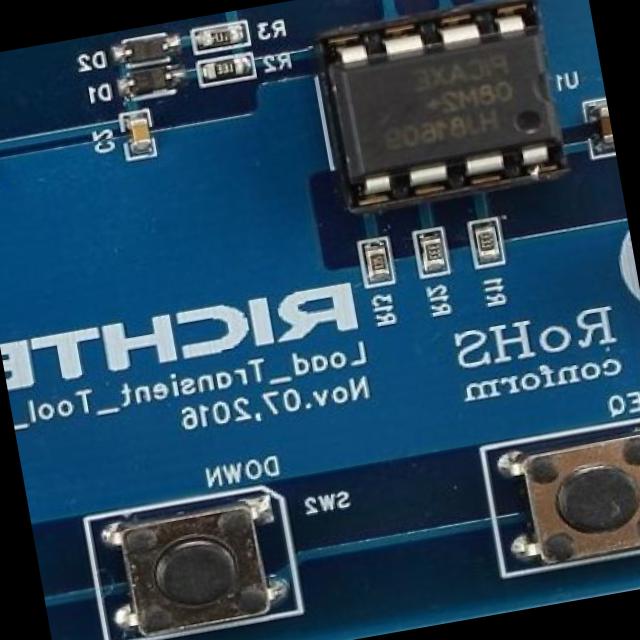 R3
D2
R2
D1
U1
PICAXE
08M2+
R13
R12
R11
RICHTE
RoHS
conform
Load_Transient_Tool_
Nov.07,2016
EQ
DOWN
SW2